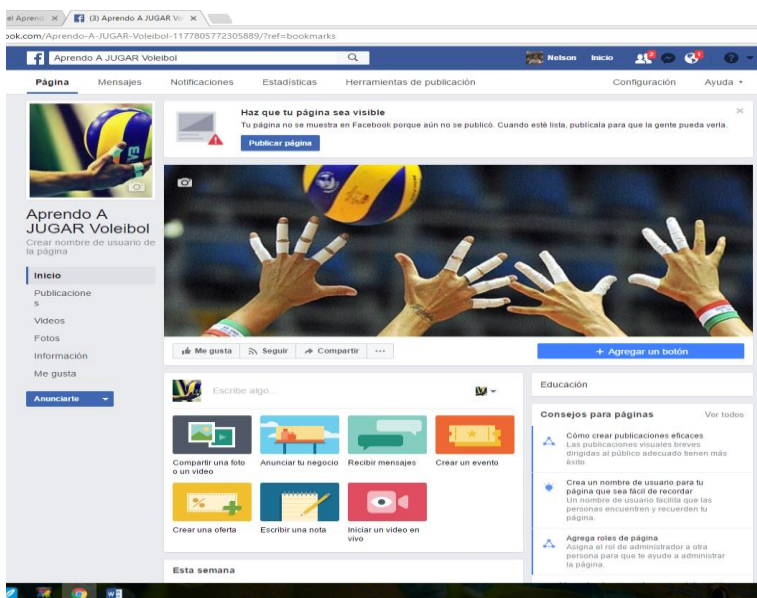 el Aprend
(3) Aprendo A JUGAR Vol
ook.com/Aprendo-A-JUGAR-Voleibol-1177805772305889/?ref=bookmarks
Aprendo A JUGAR Voleibol
Nelson
Inicio
2
1
Página
Mensajes
Notificaciones
Estadísticas
Herramientas de publicación
Configuración
Ayuda
Haz que tu página sea visible
Tu página no se muestra en Facebook porque aún no se publicó. Cuando esté lista, publícala para que la gente pueda verla.
Publicar página
Aprendo A
JUGAR Voleibol
Crear nombre de usuario de
la página
Inicio
Publicacione
s
Videos
Fotos
Información
Me gusta
Anunciarte
Me gusta
Seguir
Compartir
+ Agregar un botón
Escribe algo...
Compartir una foto
o un video
Anunciar tu negocio
Recibir mensajes
Crear un evento
Crear una oferta
Escribir una nota
Iniciar un video en
vivo
Esta semana
Educación
Consejos para páginas
Ver todos
Cómo crear publicaciones eficaces
Las publicaciones visuales breves
dirigidas al público adecuado tienen más
éxito.
Crea un nombre de usuario para tu
página que sea fácil de recordar
Un nombre de usuario facilita que las
personas encuentren y recuerden tu
página.
Agrega roles de página
Asigna el rol de administrador a otra
persona para que te ayude a administrar
la página.